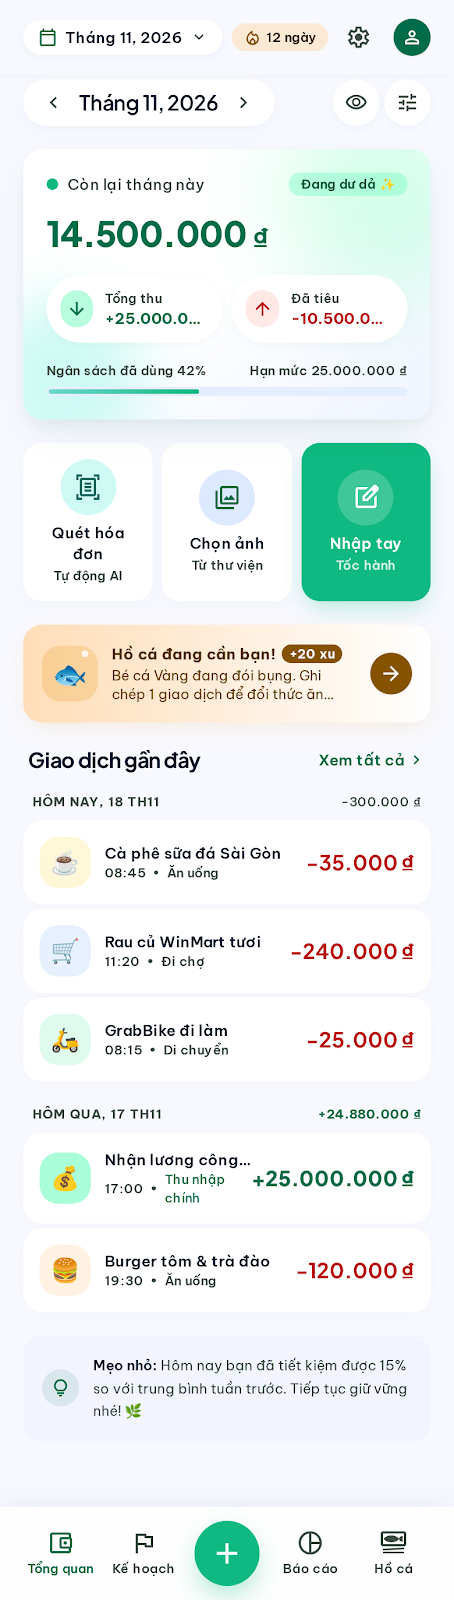 Tháng 11, 2026
12 ngày
Tháng 11, 2026
Còn lại tháng này
Đang dư dả ✨
14.500.000 ₫
Tổng thu
+25.000.0...
Đã tiêu
-10.500.0...
Ngân sách đã dùng 42%
Hạn mức 25.000.000 ₫
Quét hóa
đơn
Tự động AI
Chọn ảnh
Từ thư viện
Nhập tay
Tốc hành
Hồ cá đang cần bạn! +20 xu
Bé cá Vàng đang đói bụng. Ghi
chép 1 giao dịch để đổi thức ăn...
Giao dịch gần đây
Xem tất cả
HÔM NAY, 18 TH11
-300.000 ₫
Cà phê sữa đá Sài Gòn
08:45 • Ăn uống
-35.000 ₫
Rau củ WinMart tươi
11:20 • Đi chợ
-240.000 ₫
GrabBike đi làm
08:15 • Di chuyển
-25.000 ₫
HÔM QUA, 17 TH11
+24.880.000 ₫
Nhận lương công...
17:00 • Thu nhập
chính
+25.000.000 ₫
Burger tôm & trà đào
19:30 • Ăn uống
-120.000 ₫
Mẹo nhỏ: Hôm nay bạn đã tiết kiệm được 15%
so với trung bình tuần trước. Tiếp tục giữ vững
nhé! 🌿
Tổng quan
Kế hoạch
Báo cáo
Hồ cá